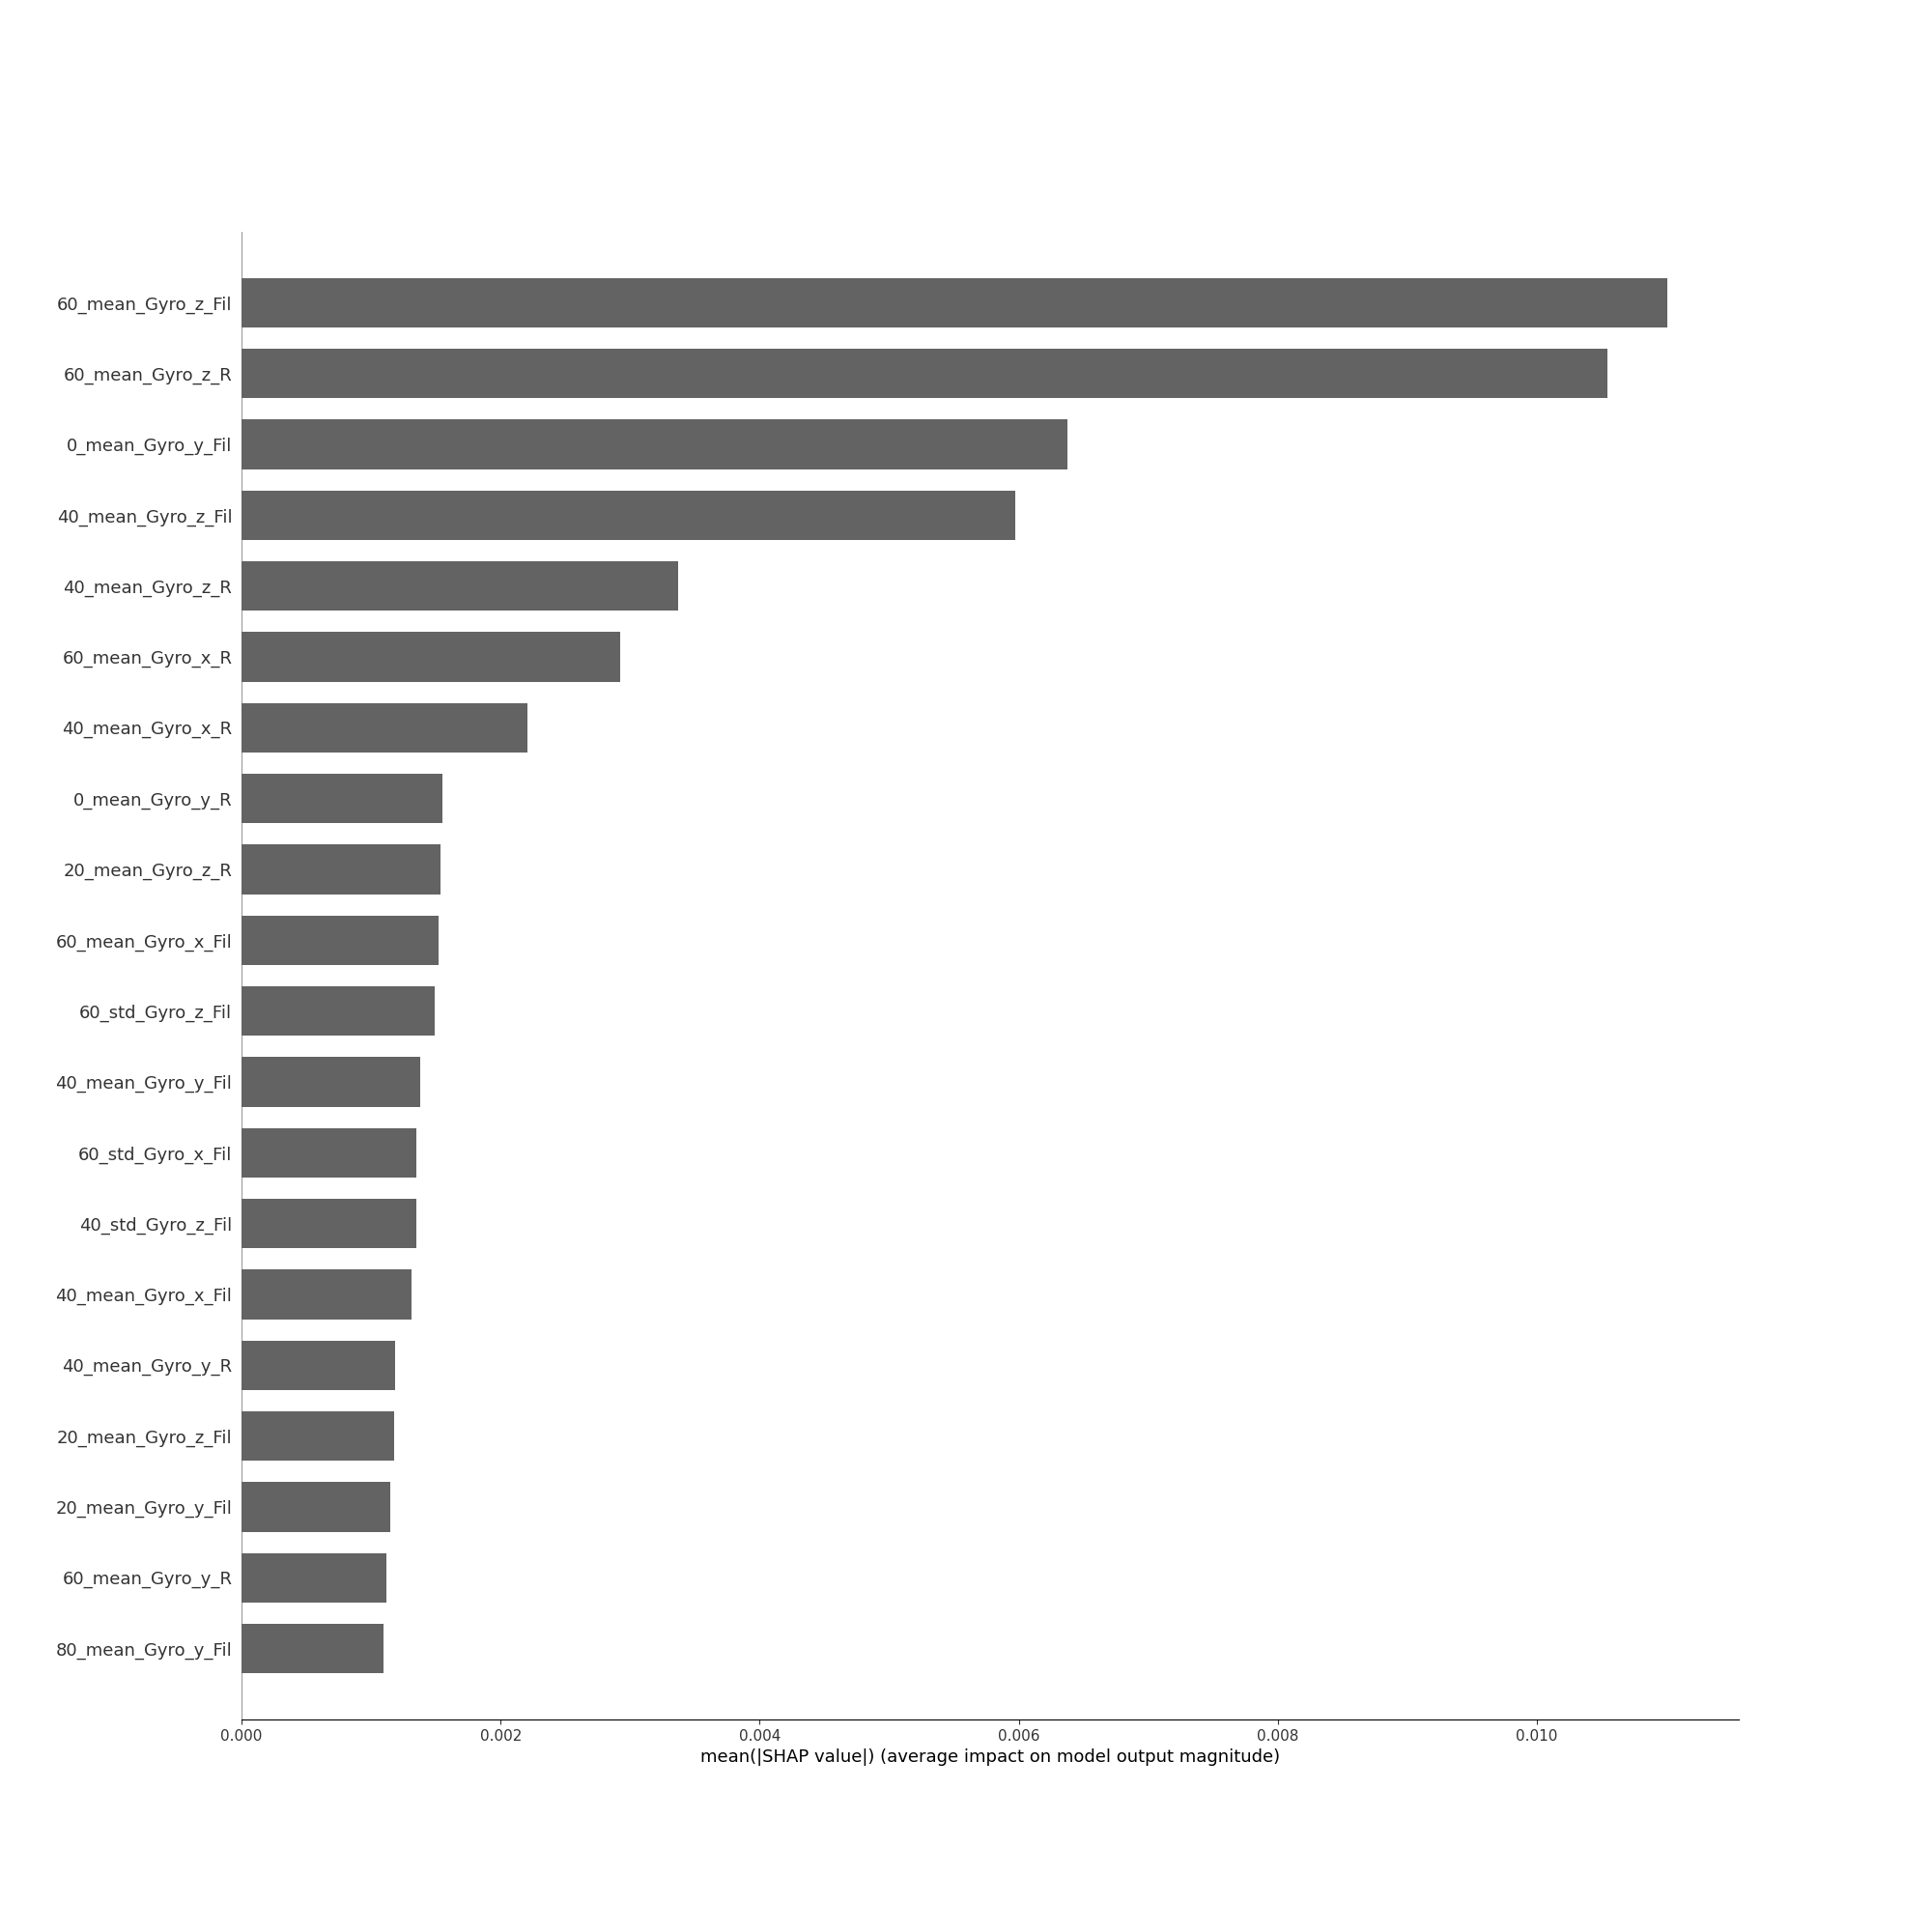 60_mean_Gyro_z_Fil
60_mean_Gyro_z_R
0_mean_Gyro_y_Fil
40_mean_Gyro_z_Fil
40_mean_Gyro_z_R
60_mean_Gyro_x_R
40_mean_Gyro_x_R
0_mean_Gyro_y_R
20_mean_Gyro_z_R
60_mean_Gyro_x_Fil
60_std_Gyro_z_Fil
40_mean_Gyro_y_Fil
60_std_Gyro_x_Fil
40_std_Gyro_z_Fil
40_mean_Gyro_x_Fil
40_mean_Gyro_y_R
20_mean_Gyro_z_Fil
20_mean_Gyro_y_Fil
60_mean_Gyro_y_R
80_mean_Gyro_y_Fil
0.000 0.002 0.004 0.006 0.008 0.010
mean(|SHAP value|) (average impact on model output magnitude)